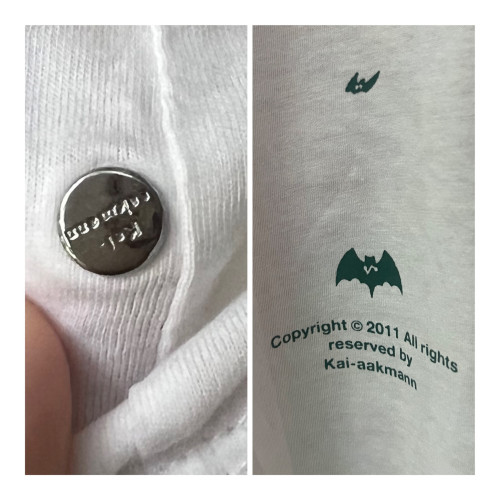 Kai-
aakmann
Copyright © 2011 All rights
reserved by
Kai-aakmann